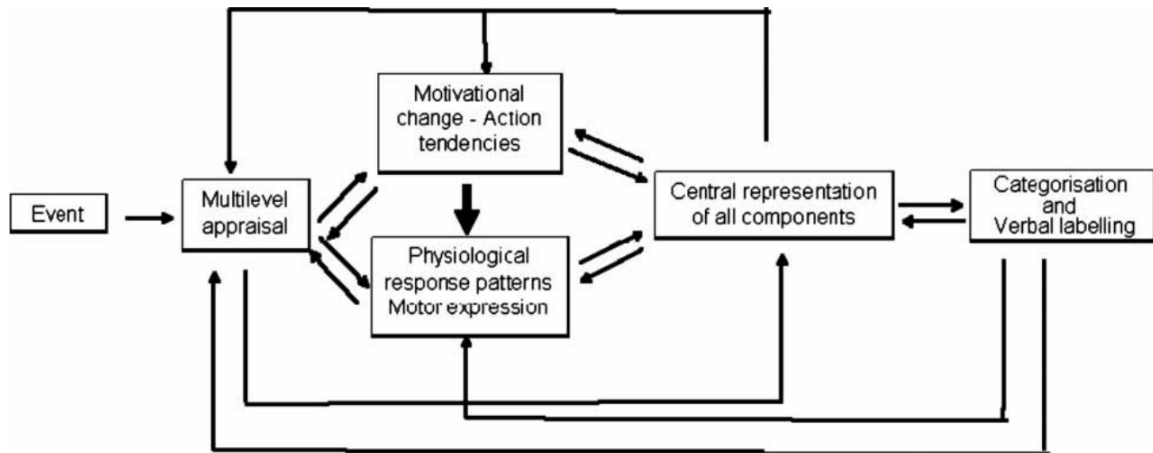 Event
Multilevel
appraisal
Motivational
change - Action
tendencies
Physiological
response patterns
Motor expression
Central representation
of all components
Categorisation
and
Verbal labelling